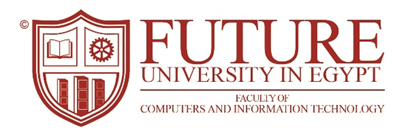 ©
FUTURE
UNIVERSITY IN EGYPT
FACULTY OF
COMPUTERS AND INFORMATION TECHNOLOGY